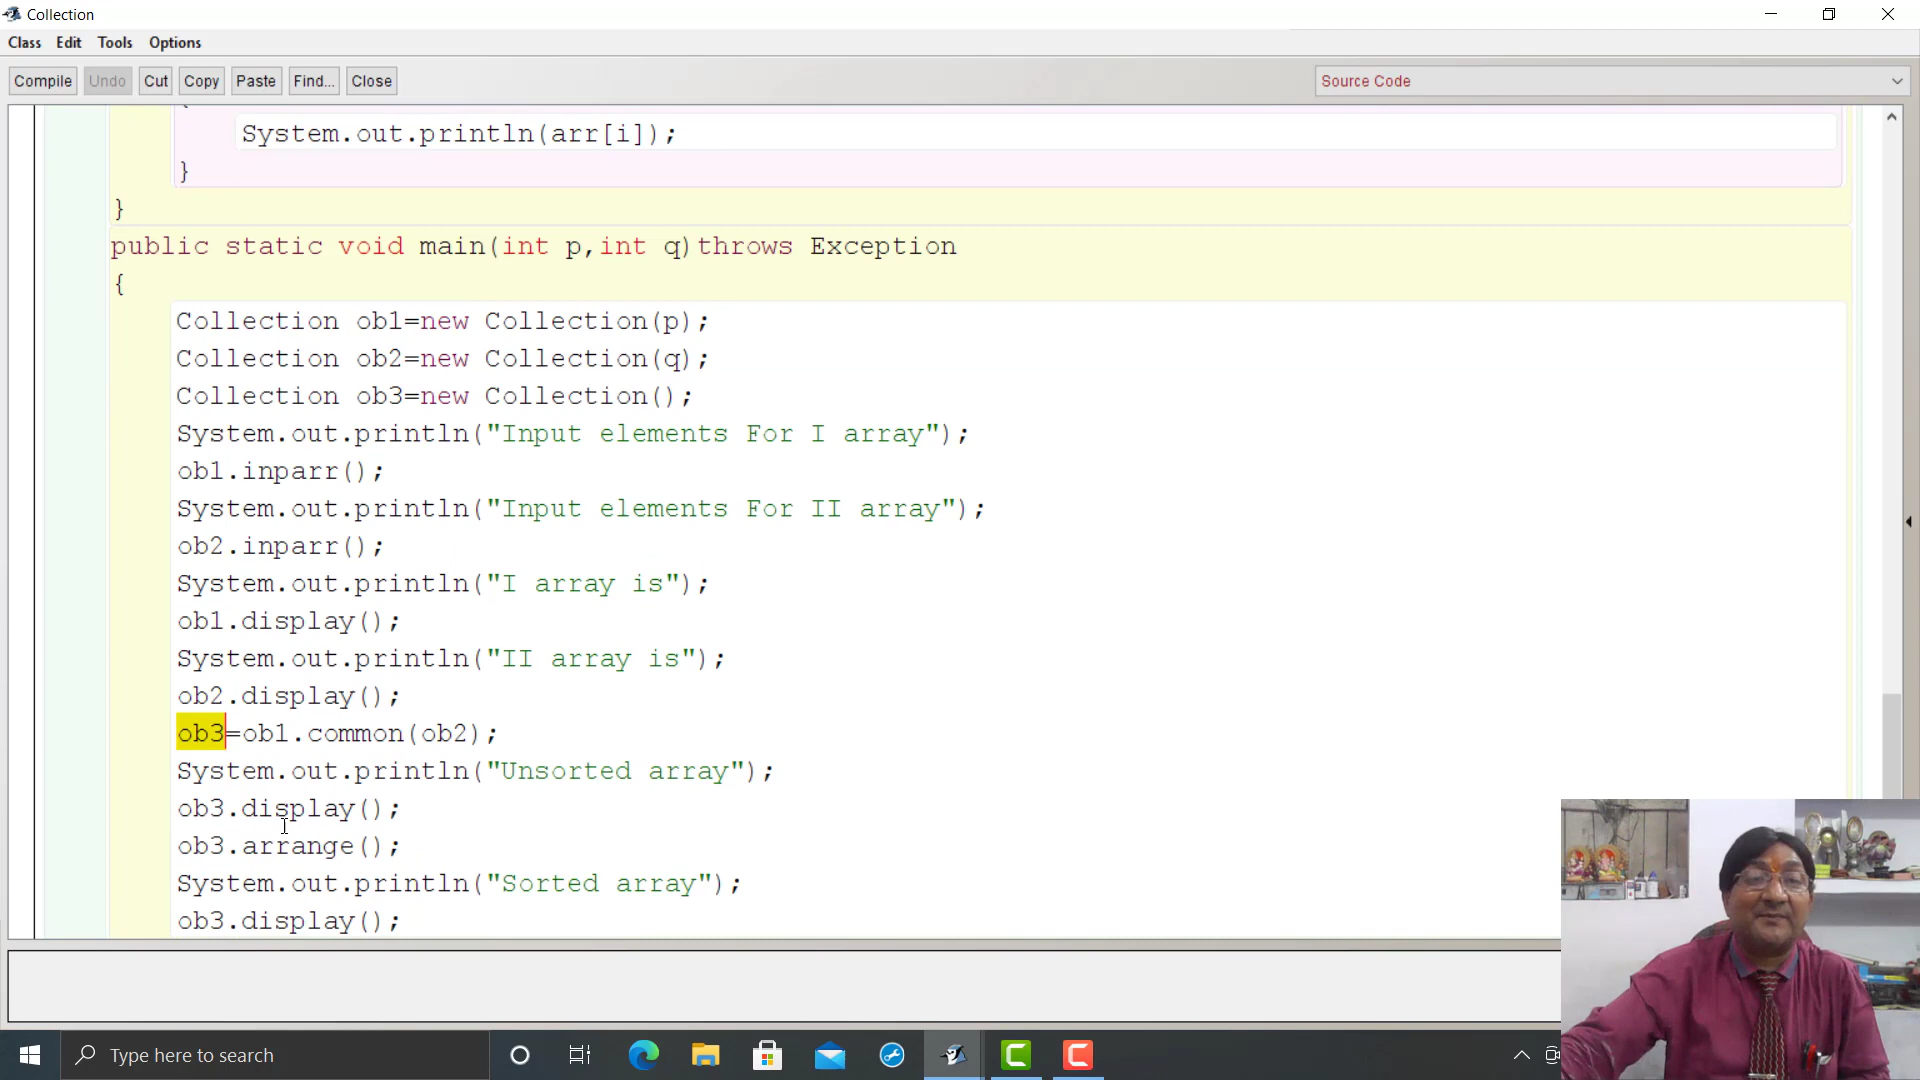 Collection
Class Edit Tools Options
Compile Undo Cut Copy Paste Find... Close Source Code
{
System.out.println(arr[i]);
}
}
public static void main(int p,int q)throws Exception
{
Collection ob1=new Collection(p);
Collection ob2=new Collection(q);
Collection ob3=new Collection();
System.out.println("Input elements For I array");
ob1.inparr();
System.out.println("Input elements For II array");
ob2.inparr();
System.out.println("I array is");
ob1.display();
System.out.println("II array is");
ob2.display();
ob3=ob1.common(ob2);
System.out.println("Unsorted array");
ob3.display();
ob3.arrange();
System.out.println("Sorted array");
ob3.display();
Type here to search